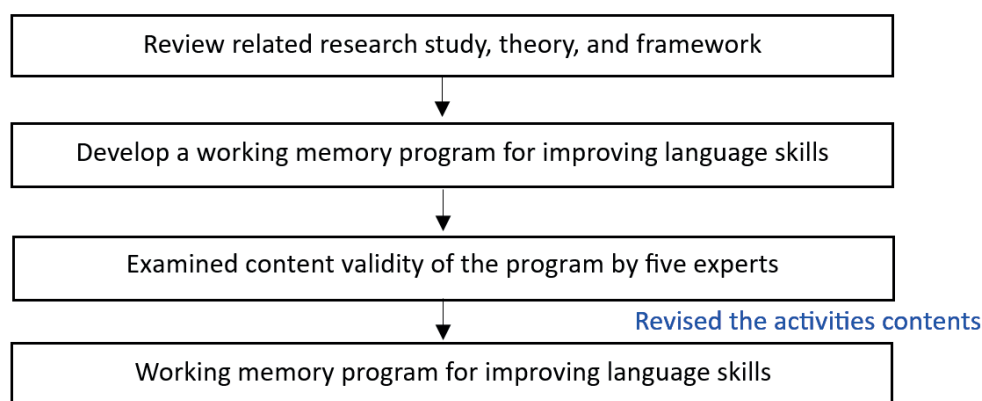 Review related research study, theory, and framework
Develop a working memory program for improving language skills
Examined content validity of the program by five experts
Revised the activities contents
Working memory program for improving language skills